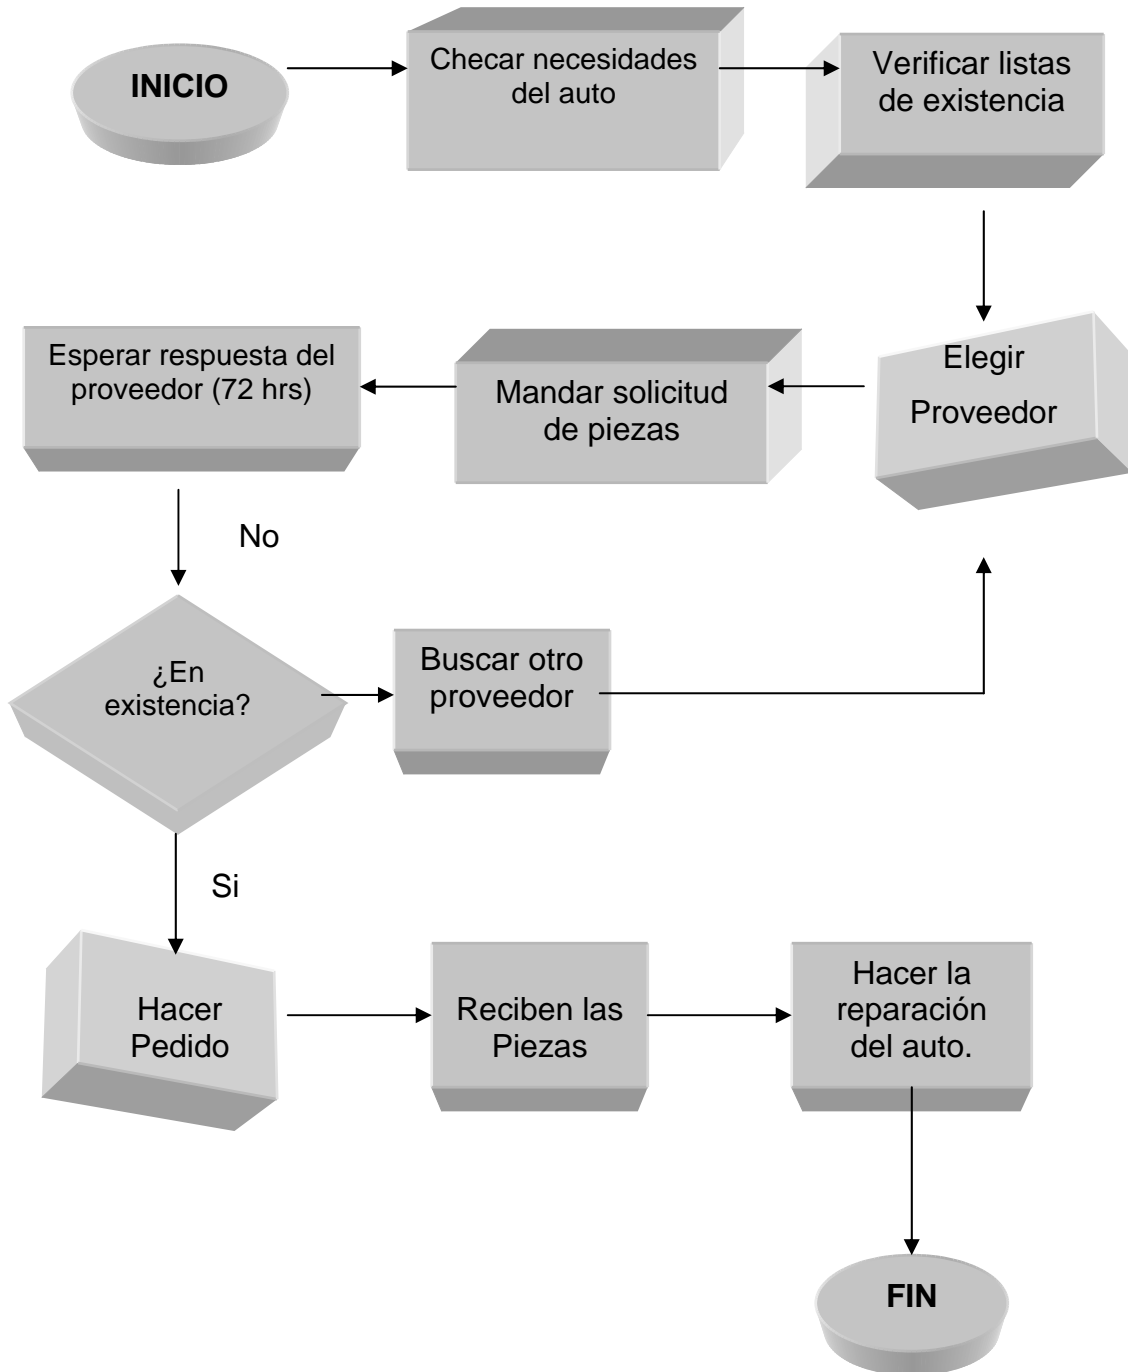 INICIO
Checar necesidades
del auto
Verificar listas
de existencia
Esperar respuesta del
proveedor (72 hrs)
Mandar solicitud
de piezas
Elegir
Proveedor
No
¿En
existencia?
Buscar otro
proveedor
Si
Hacer
Pedido
Reciben las
Piezas
Hacer la
reparación
del auto.
FIN